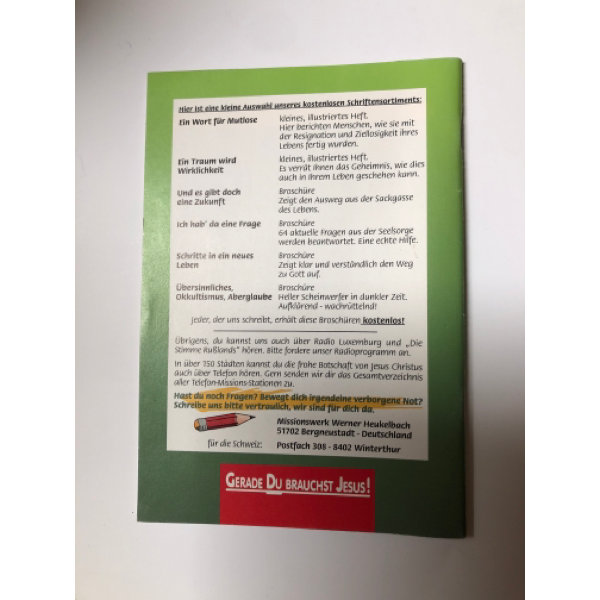 Hier ist eine kleine Auswahl unseres kostenlosen Schriftensortiments:
Ein Wort für Mutlose kleines, illustriertes Heft.
Hier berichten Menschen, wie sie mit
der Resignation und Ziellosigkeit ihres
Lebens fertig wurden.
Ein Traum wird kleines, illustriertes Heft.
Wirklichkeit Es verrät Ihnen das Geheimnis, wie dies
auch in Ihrem Leben geschehen kann.
Und es gibt doch Broschüre
eine Zukunft Zeigt den Ausweg aus der Sackgasse
des Lebens.
Ich hab' da eine Frage Broschüre
64 aktuelle Fragen aus der Seelsorge
werden beantwortet. Eine echte Hilfe.
Schritte in ein neues Broschüre
Leben Zeigt klar und verständlich den Weg
zu Gott auf.
Übersinnliches, Broschüre
Okkultismus, Aberglaube Heller Scheinwerfer in dunkler Zeit.
Aufklärend - wachrüttelnd!
Jeder, der uns schreibt, erhält diese Broschüren kostenlos!
Übrigens, du kannst uns auch über Radio Luxemburg und „Die
Stimme Rußlands" hören. Bitte fordere unser Radioprogramm an.
In über 750 Städten kannst du die frohe Botschaft von Jesus Christus
auch über Telefon hören. Gern senden wir dir das Gesamtverzeichnis
aller Telefon-Missions-Stationen zu.
Hast du noch Fragen? Bewegt dich irgendeine verborgene Not?
Schreibe uns bitte vertraulich, wir sind für dich da.
Missionswerk Werner Heukelbach
51702 Bergneustadt - Deutschland
für die Schweiz: Postfach 308 - 8402 Winterthur
GERADE DU BRAUCHST JESUS!